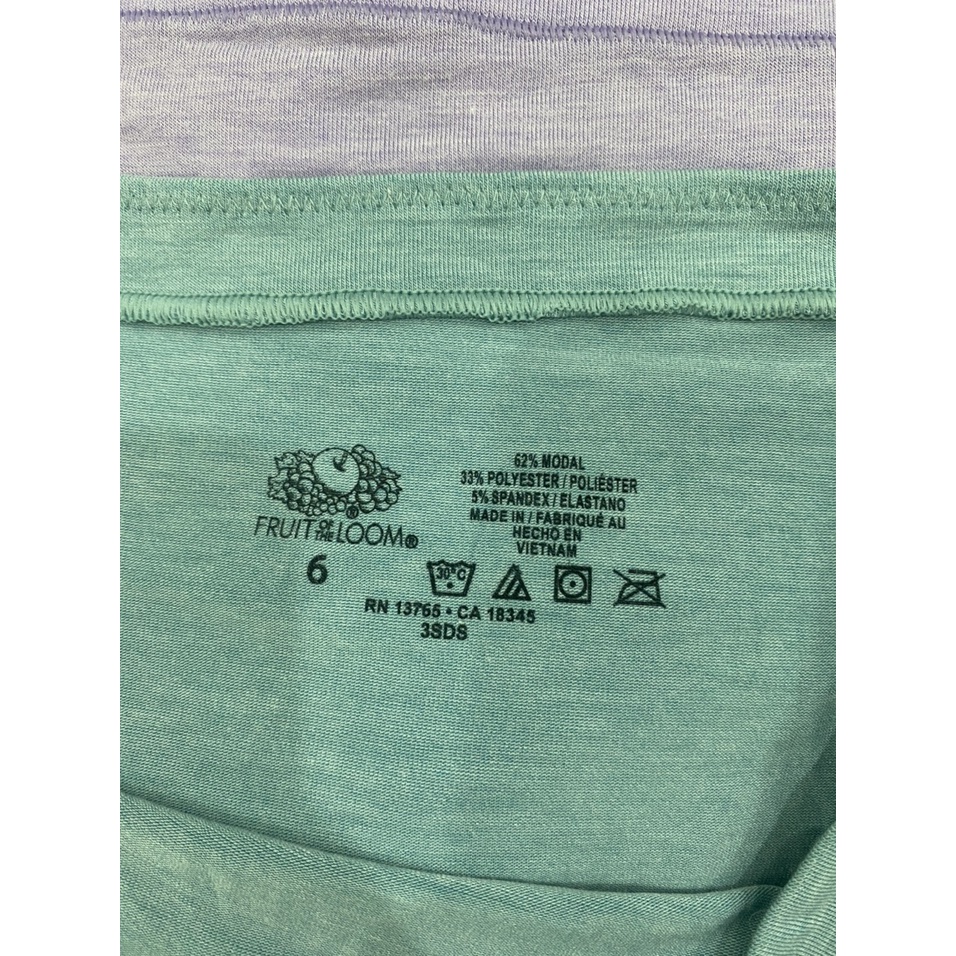 FRUIT OF THE LOOM®
6
62% MODAL
33% POLYESTER / POLIÉSTER
5% SPANDEX / ELASTANO
MADE IN / FABRIQUÉ AU
HECHO EN
VIETNAM
30°C
RN 13765 • CA 18345
3SDS